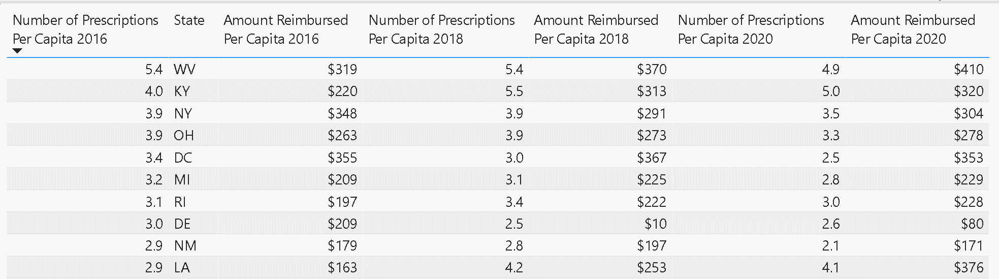 Number of Prescriptions Per Capita 2016 State Amount Reimbursed Per Capita 2016 Number of Prescriptions Per Capita 2018 Amount Reimbursed Per Capita 2018 Number of Prescriptions Per Capita 2020 Amount Reimbursed Per Capita 2020
5.4 WV $319 5.4 $370 4.9 $410
4.0 KY $220 5.5 $313 5.0 $320
3.9 NY $348 3.9 $291 3.5 $304
3.9 OH $263 3.9 $273 3.3 $278
3.4 DC $355 3.0 $367 2.5 $353
3.2 MI $209 3.1 $225 2.8 $229
3.1 RI $197 3.4 $222 3.0 $228
3.0 DE $209 2.5 $10 2.6 $80
2.9 NM $179 2.8 $197 2.1 $171
2.9 LA $163 4.2 $253 4.1 $376